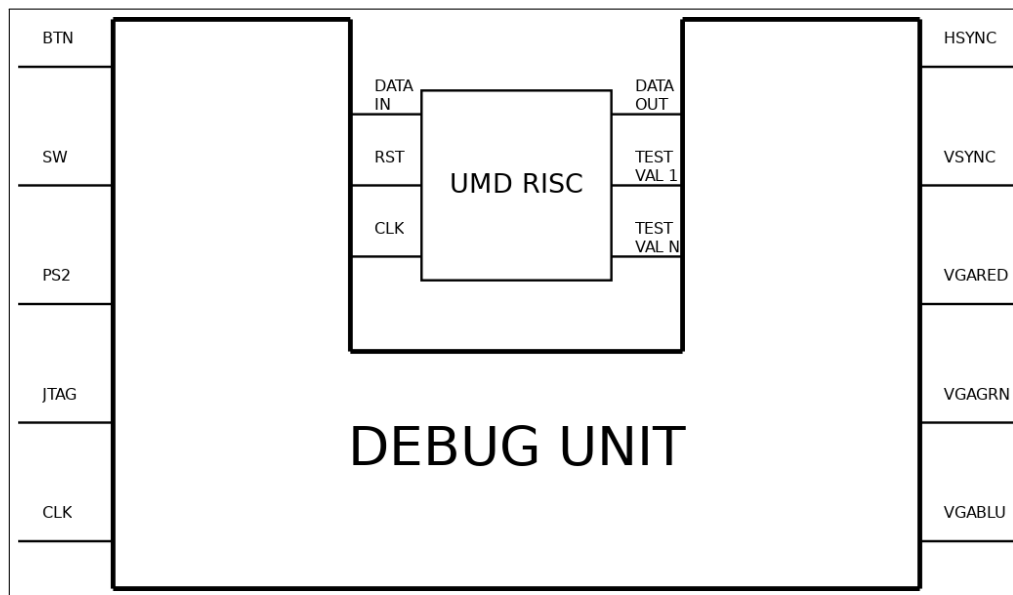 BTN
HSYNC
DATA
IN
DATA
OUT
SW
RST
UMD RISC
TEST
VAL 1
VSYNC
CLK
TEST
VAL N
PS2
VGARED
JTAG
VGAGRN
DEBUG UNIT
CLK
VGABLU